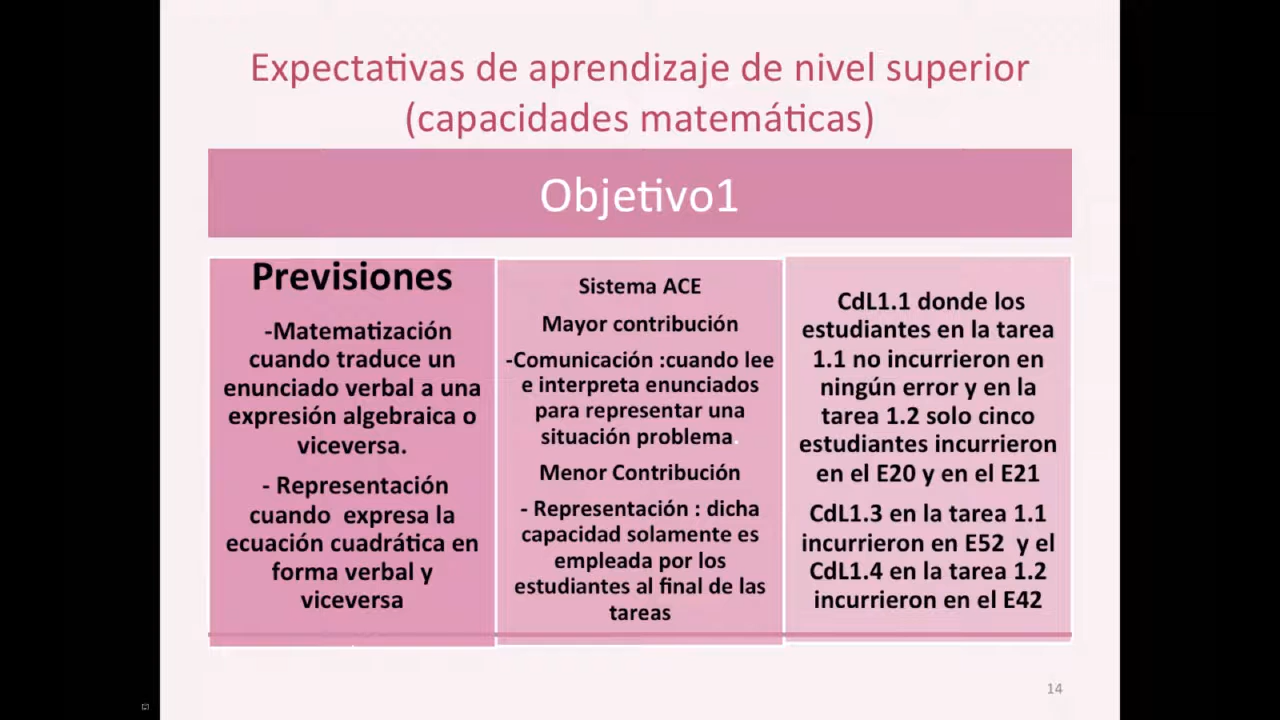 Expectativas de aprendizaje de nivel superior
(capacidades matemáticas)
Objetivo1
Previsiones
-Matematización
cuando traduce un
enunciado verbal a una
expresión algebraica o
viceversa.
- Representación
cuando expresa la
ecuación cuadrática en
forma verbal y
viceversa
Sistema ACE
Mayor contribución
-Comunicación :cuando lee
e interpreta enunciados
para representar una
situación problema.
Menor Contribución
- Representación : dicha
capacidad solamente es
empleada por los
estudiantes al final de las
tareas
CdL1.1 donde los
estudiantes en la tarea
1.1 no incurrieron en
ningún error y en la
tarea 1.2 solo cinco
estudiantes incurrieron
en el E20 y en el E21
CdL1.3 en la tarea 1.1
incurrieron en E52 y el
CdL1.4 en la tarea 1.2
incurrieron en el E42
14